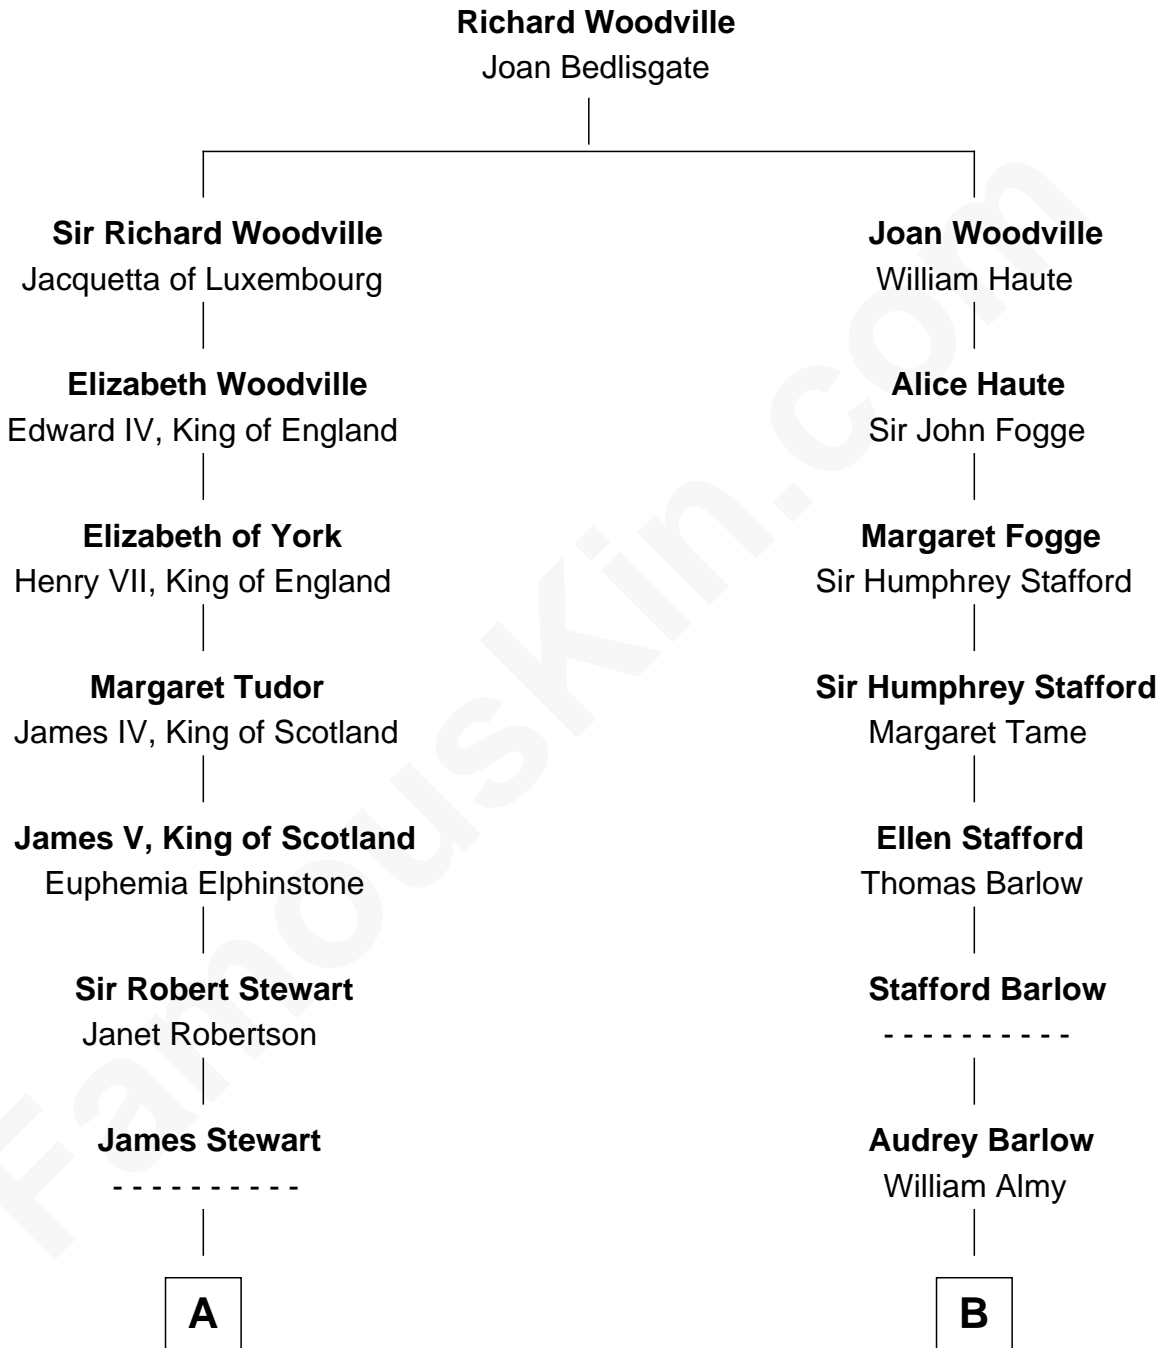 Richard Woodville
Joan Bedlisgate
Sir Richard Woodville
Jacquetta of Luxembourg
Joan Woodville
William Haute
Elizabeth Woodville
Edward IV, King of England
Alice Haute
Sir John Fogge
Elizabeth of York
Henry VII, King of England
Margaret Fogge
Sir Humphrey Stafford
Margaret Tudor
James IV, King of Scotland
Sir Humphrey Stafford
Margaret Tame
James V, King of Scotland
Euphemia Elphinstone
Ellen Stafford
Thomas Barlow
Sir Robert Stewart
Janet Robertson
Stafford Barlow
- - - - - - - - - -
James Stewart
- - - - - - - - - -
Audrey Barlow
William Almy
A
B
FamousKin.com